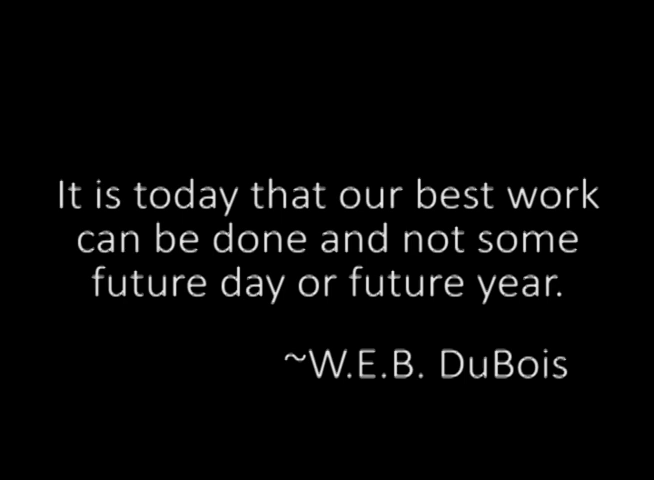 It is today that our best work
can be done and not some
future day or future year.
~W.E.B. DuBois